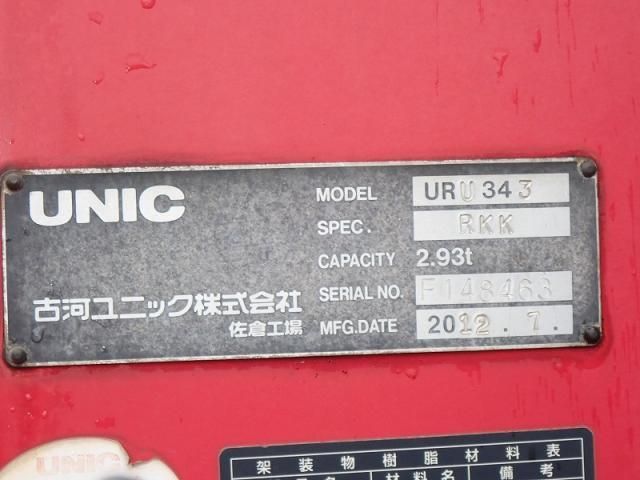 UNIC
MODEL URU343
SPEC. RKK
CAPACITY 2.93t
古河ユニック株式会社
SERIAL NO. F148463
佐倉工場
MFG.DATE 2012.7.
UNIC
架装物樹脂材料表
材料名 備考